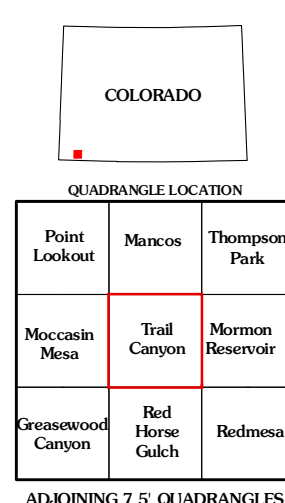 COLORADO
QUADRANGLE LOCATION
Point Lookout
Mancos
Thompson Park
Moccasin Mesa
Trail Canyon
Mormon Reservoir
Greasewood Canyon
Red Horse Gulch
Redmesa
ADJOINING 7.5' QUADRANGLES